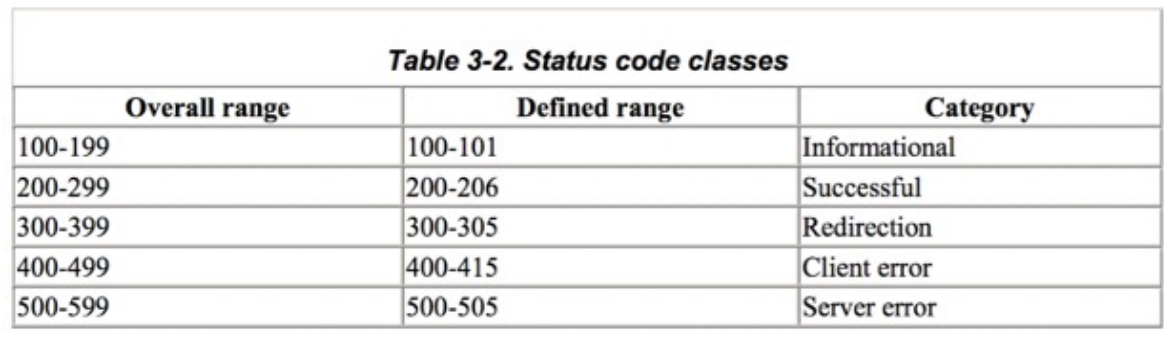 Table 3-2. Status code classes
Overall range Defined range Category
100-199 100-101 Informational
200-299 200-206 Successful
300-399 300-305 Redirection
400-499 400-415 Client error
500-599 500-505 Server error